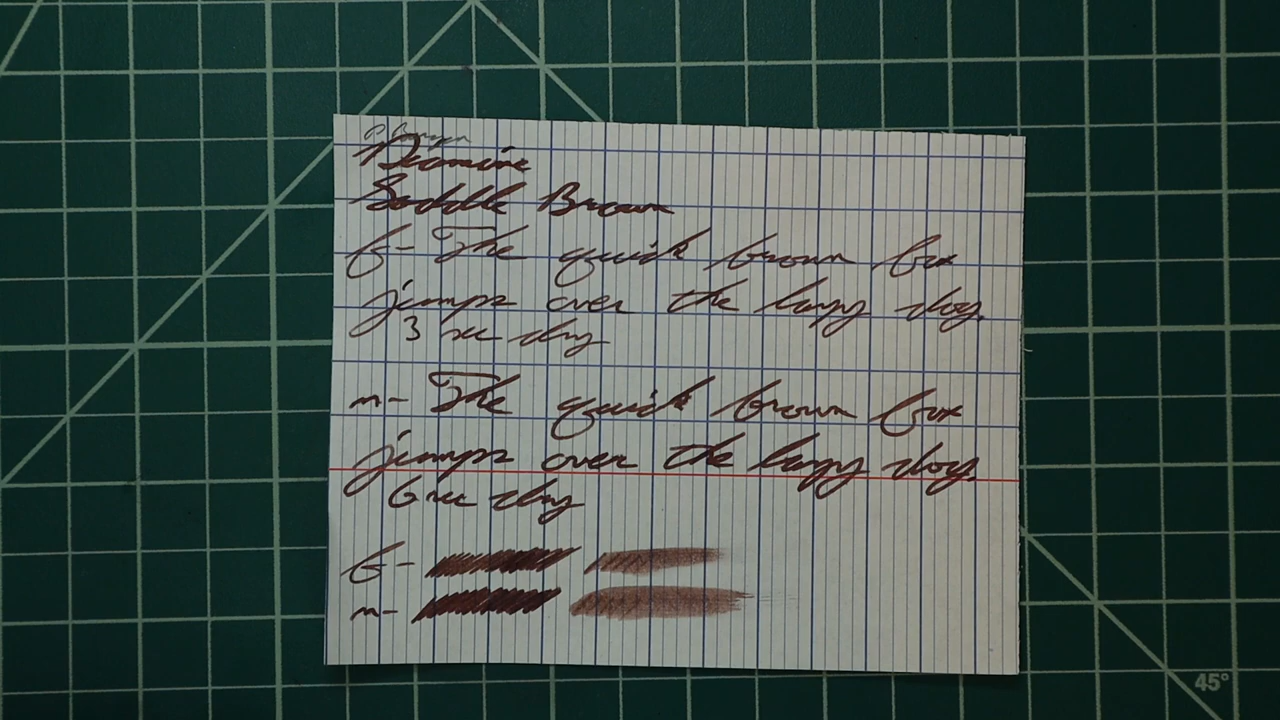 Diamine
Saddle Brown
f- The quick brown fox
jumps over the lazy dog.
3 sec dry
m- The quick brown fox
jumps over the lazy dog.
6 sec dry
f-
m-
45°